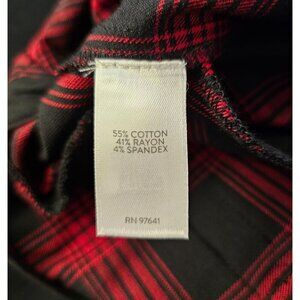 55% COTTON
41% RAYON
4% SPANDEX
RN 97641